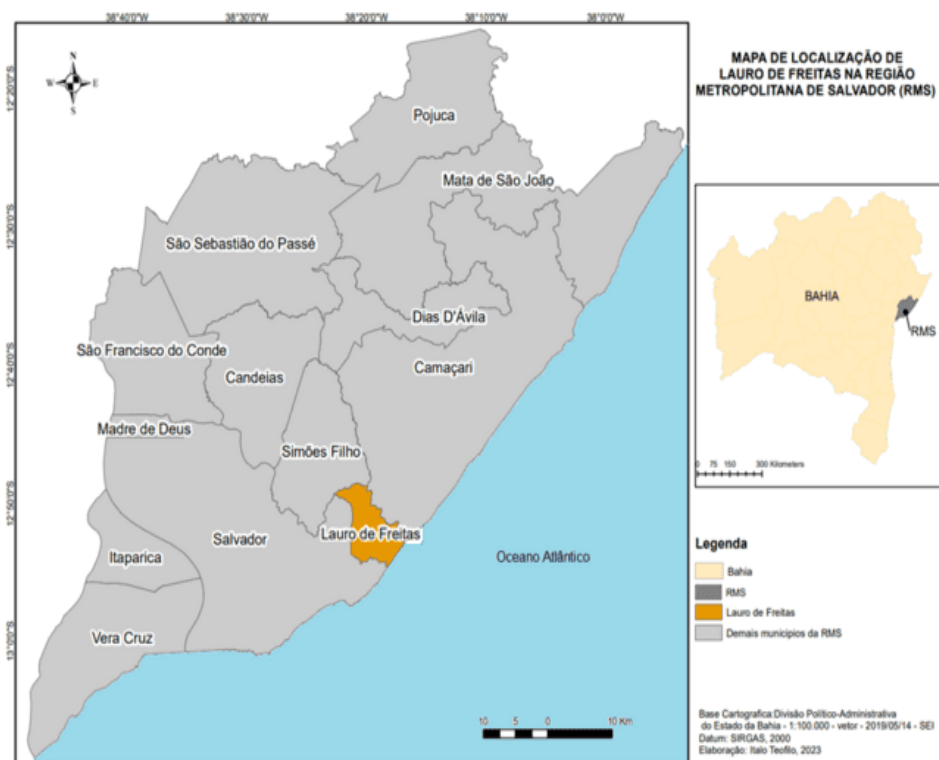 38°40'0"W
38°30'0"W
38°20'0"W
38°10'0"W
38°0'0"W
12°20'0"S
12°30'0"S
12°40'0"S
12°50'0"S
13°0'0"S
N
W
E
S
Pojuca
Mata de São João
São Sebastião do Passé
Dias D'Ávila
São Francisco do Conde
Candeias
Camaçari
Madre de Deus
Simões Filho
Salvador
Lauro de Freitas
Itaparica
Oceano Atlântico
Vera Cruz
10 5 0 10 Km
MAPA DE LOCALIZAÇÃO DE
LAURO DE FREITAS NA REGIÃO
METROPOLITANA DE SALVADOR (RMS)
BAHIA
RMS
0 75 150 300 Kilometers
Legenda
Bahia
RMS
Lauro de Freitas
Demais municípios da RMS
Base Cartografica:Divisão Político-Administrativa
do Estado da Bahia - 1:100.000 - vetor - 2019/05/14 - SEI
Datum: SIRGAS, 2000
Elaboração: Italo Teofilo, 2023